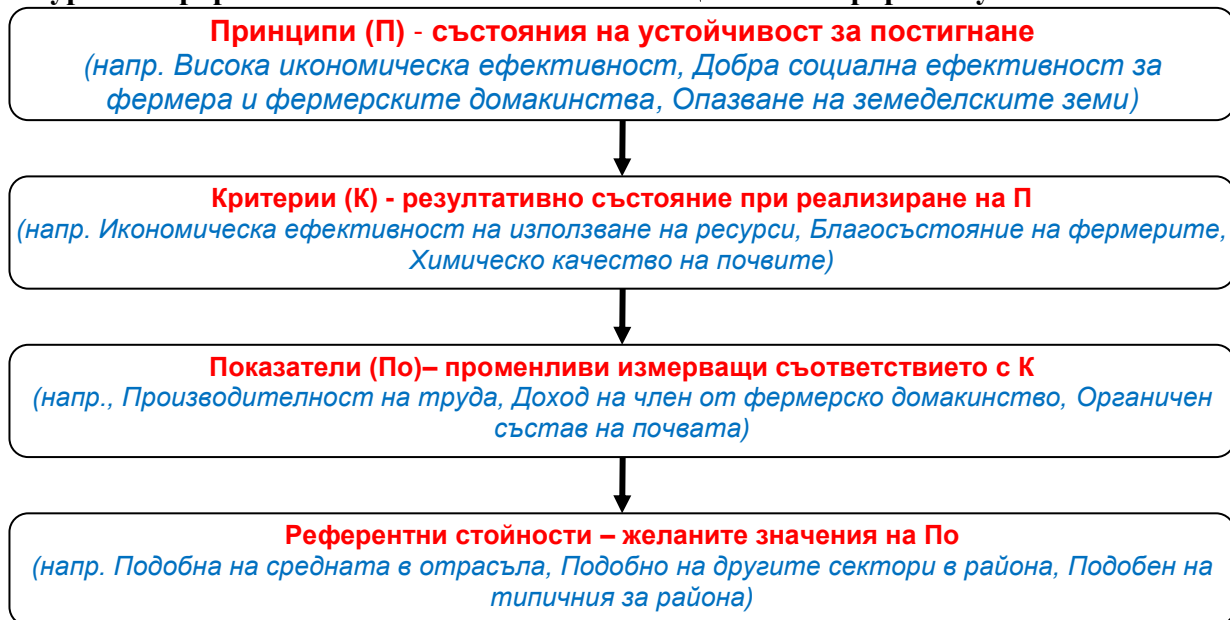 Принципи (П) - състояния на устойчивост за постигнане
(напр. Висока икономическа ефективност, Добра социална ефективност за
фермера и фермерските домакинства, Опазване на земеделските земи)
Критерии (К) - резултативно състояние при реализиране на П
(напр. Икономическа ефективност на използване на ресурси, Благосъстояние на фермерите,
Химическо качество на почвите)
Показатели (По)– променливи измерващи съответствието с К
(напр., Производителност на труда, Доход на член от фермерско домакинство, Органичен
състав на почвата)
Референтни стойности – желаните значения на По
(напр. Подобна на средната в отрасъла, Подобно на другите сектори в района, Подобен на
типичния за района)